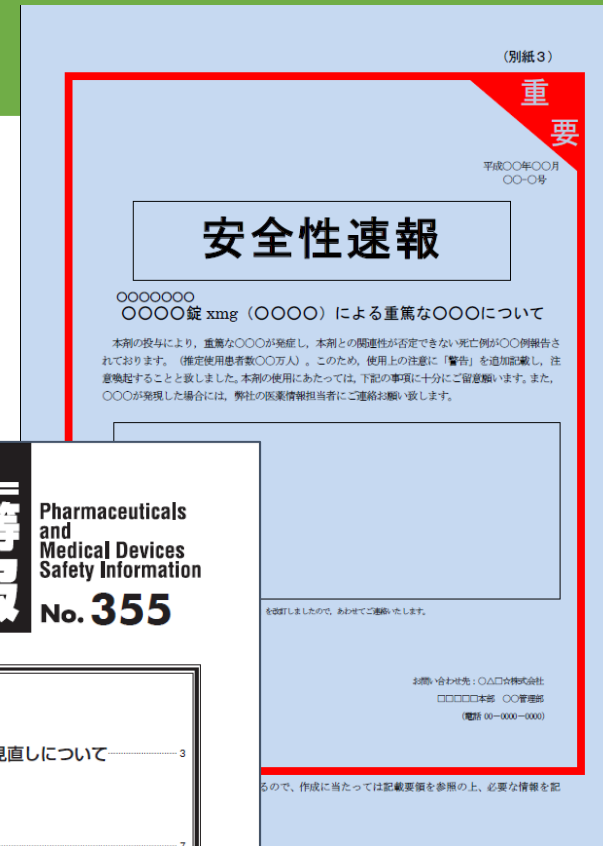 (別紙3)
重
要
平成〇〇年〇〇月
〇〇-〇号
安全性速報
〇〇〇〇〇〇〇
〇〇〇〇錠 xmg(〇〇〇〇)による重篤な〇〇〇について
本剤の投与により,重篤な〇〇〇が発症し,本剤との関連性が否定できない死亡例が〇〇例報告さ
れております。(推定使用患者数〇〇万人)。このため,使用上の注意に「警告」を追加記載し,注
意喚起することと致しました。本剤の使用にあたっては,下記の事項に十分にご留意願います。また,
〇〇〇が発現した場合には,弊社の医薬情報担当者にご連絡お願い致します。
を改訂しましたので,あわせてご連絡いたします。
お問い合わせ先:〇△□☆株式会社
□□□□□本部 〇〇管理部
(電話 00-0000-0000)
るので、作成に当たっては記載要領を参照の上、必要な情報を記
Pharmaceuticals
and
Medical Devices
Safety Information
No. 355
見直しについて 3
7